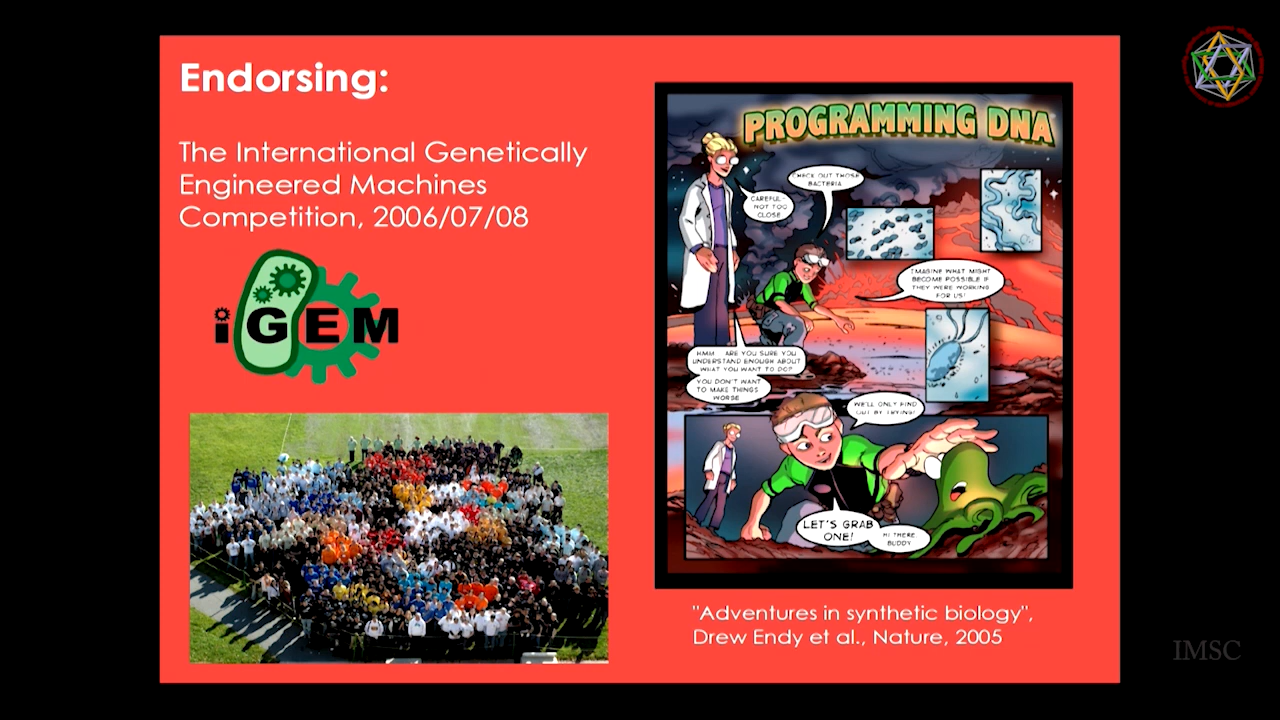 Endorsing:
The International Genetically
Engineered Machines
Competition, 2006/07/08
iGEM
PROGRAMMING DNA
CHECK OUT THOSE
BACTERIA
CAREFUL-
NOT TOO
CLOSE
IMAGINE WHAT MIGHT
BECOME POSSIBLE IF
THEY WERE WORKING
FOR US!
HMM ARE YOU SURE YOU
UNDERSTAND ENOUGH ABOUT
WHAT YOU WANT TO DO?
YOU DON'T WANT
TO MAKE THINGS
WORSE
WE'LL ONLY FIND
OUT BY TRYING!
LET'S GRAB
ONE!
HI THERE
BUDDY
"Adventures in synthetic biology",
Drew Endy et al., Nature, 2005
IMSC